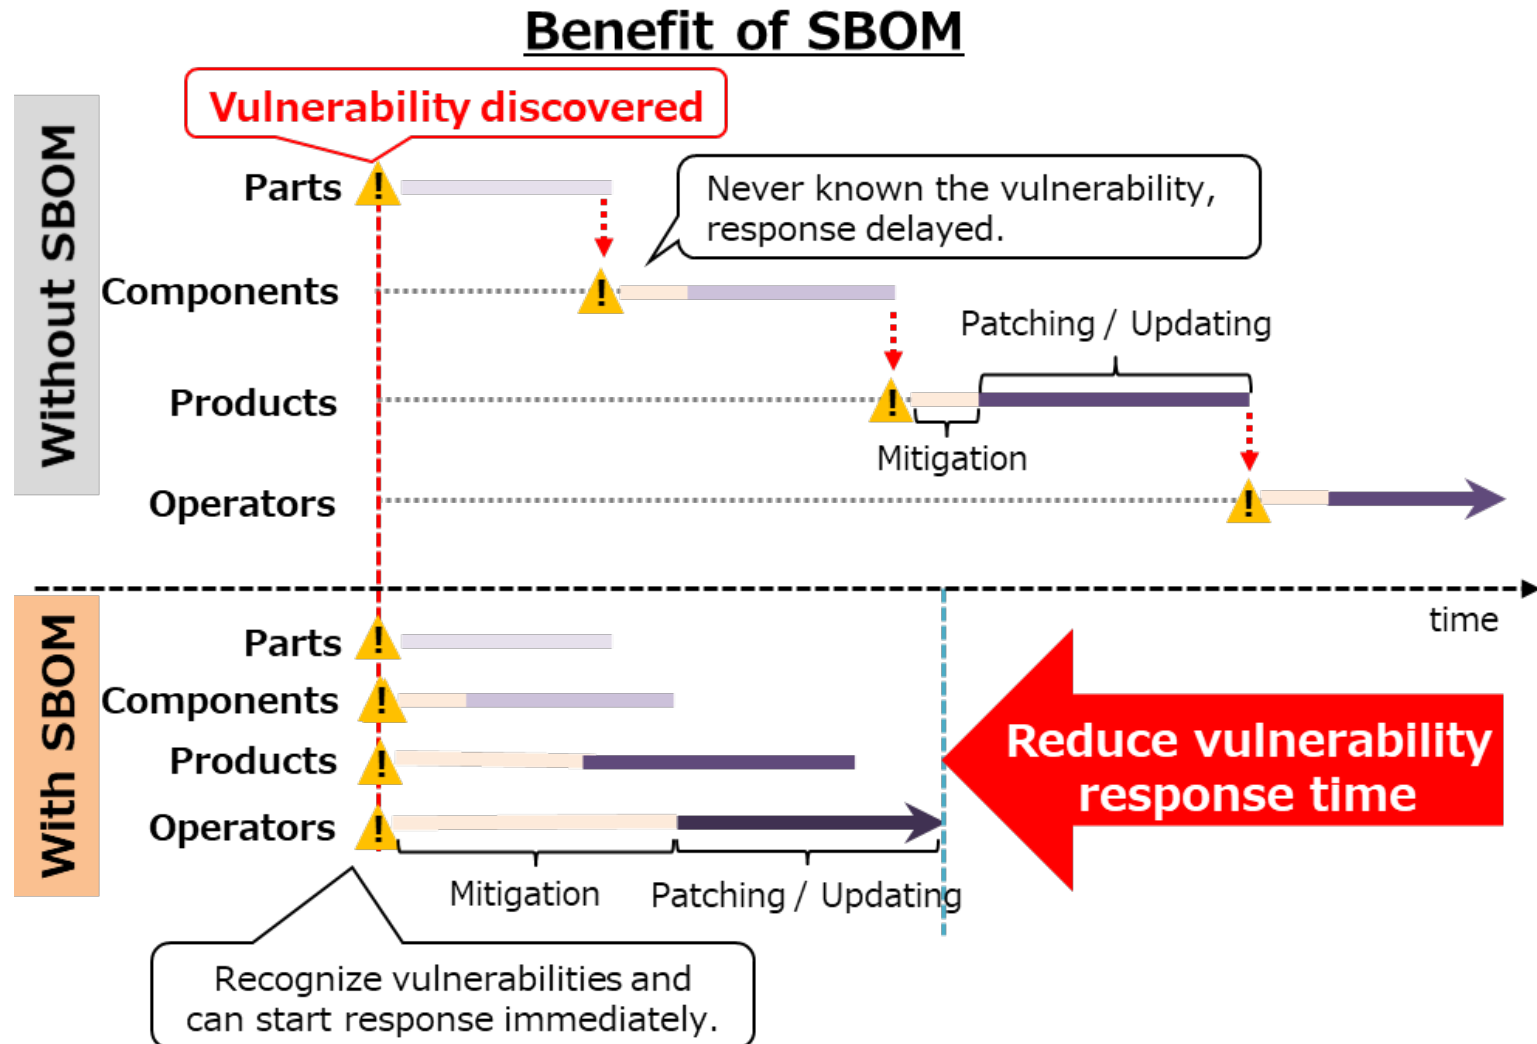 Benefit of SBOM
Vulnerability discovered
Without SBOM
Parts
!
Never known the vulnerability,
response delayed.
Components
!
Patching / Updating
Products
!
Mitigation
Operators
!
time
With SBOM
Parts
!
Components
!
Products
!
Operators
!
Reduce vulnerability
response time
Mitigation
Patching / Updating
Recognize vulnerabilities and
can start response immediately.